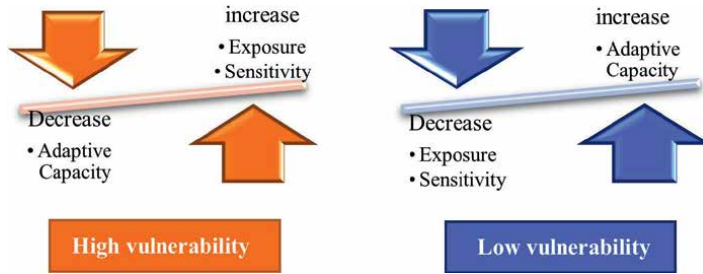 increase
• Exposure
• Sensitivity
Decrease
• Adaptive
Capacity
High vulnerability
increase
• Adaptive
Capacity
Decrease
• Exposure
• Sensitivity
Low vulnerability